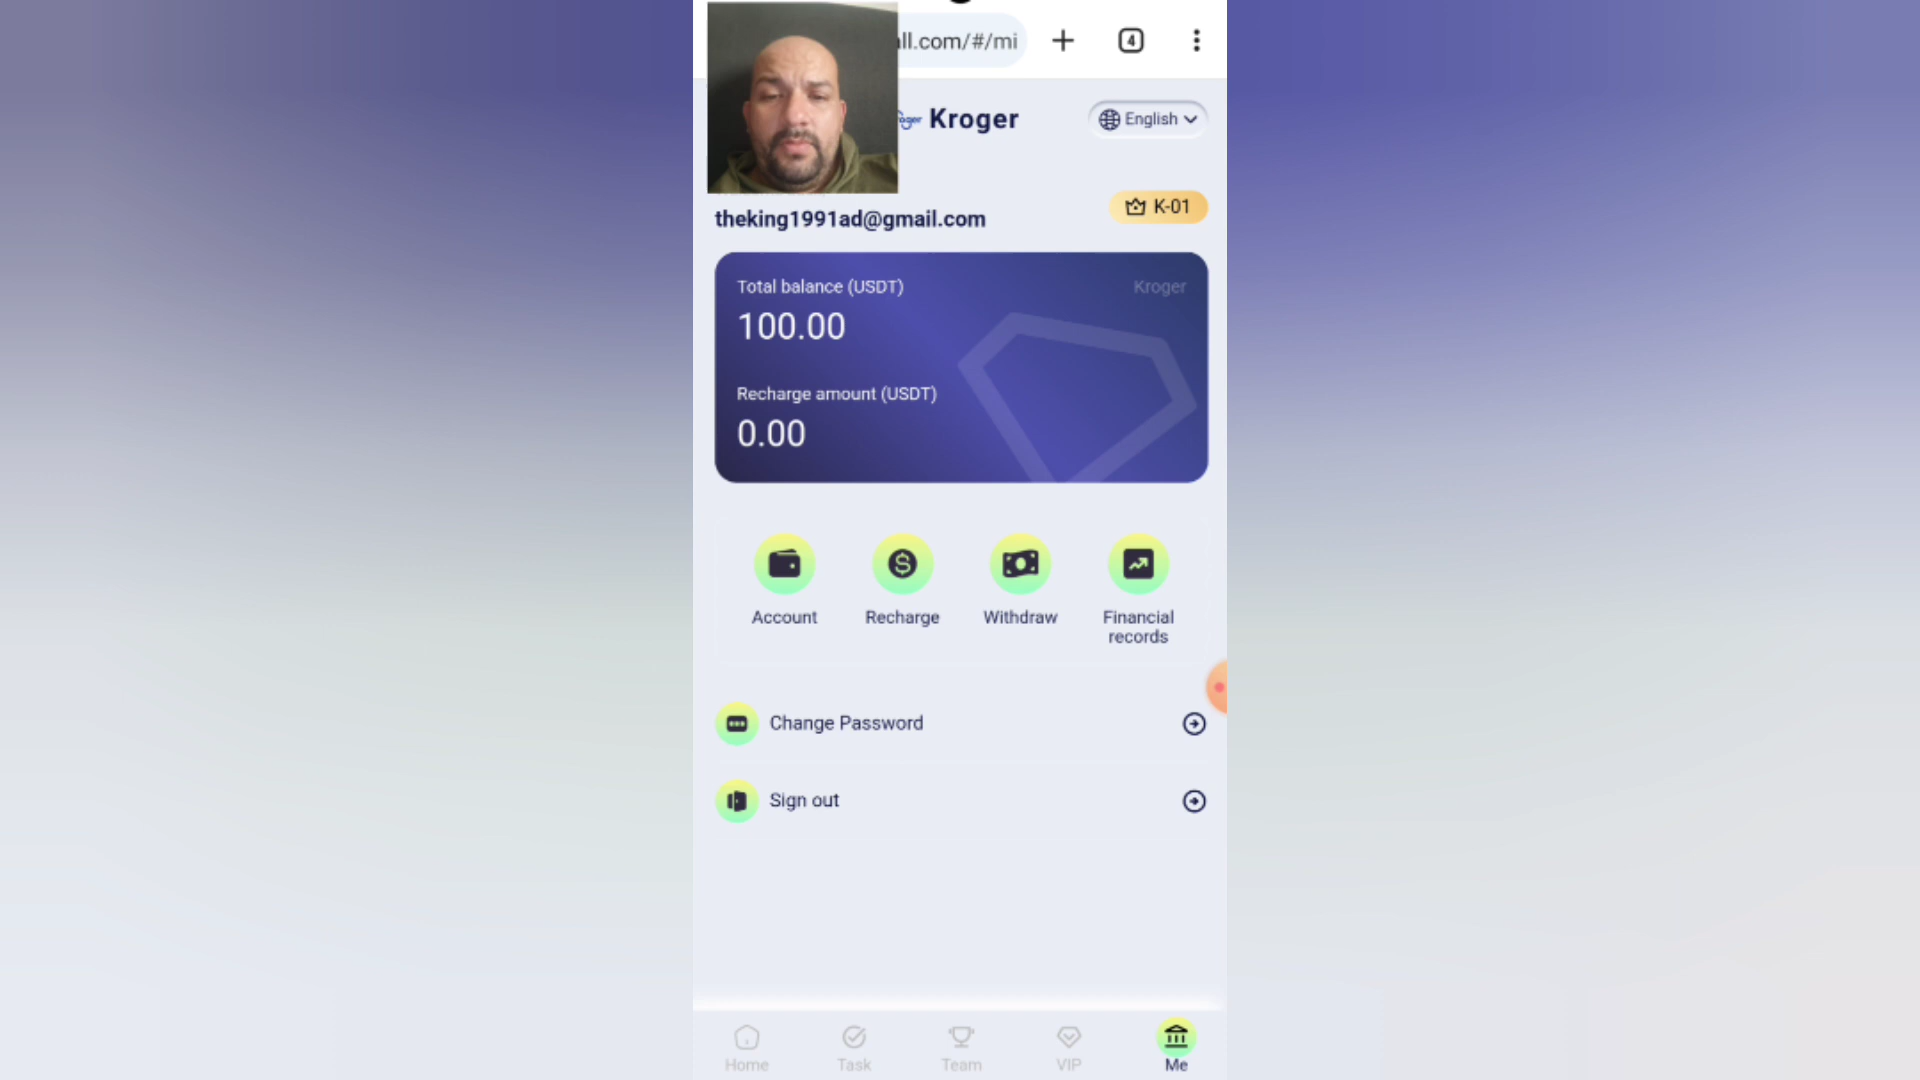 ll.com/#/mi
4
oger Kroger
English
theking1991ad@gmail.com
K-01
Total balance (USDT)
Kroger
100.00
Recharge amount (USDT)
0.00
Account
Recharge
Withdraw
Financial
records
Change Password
Sign out
Home
Task
Team
VIP
Me